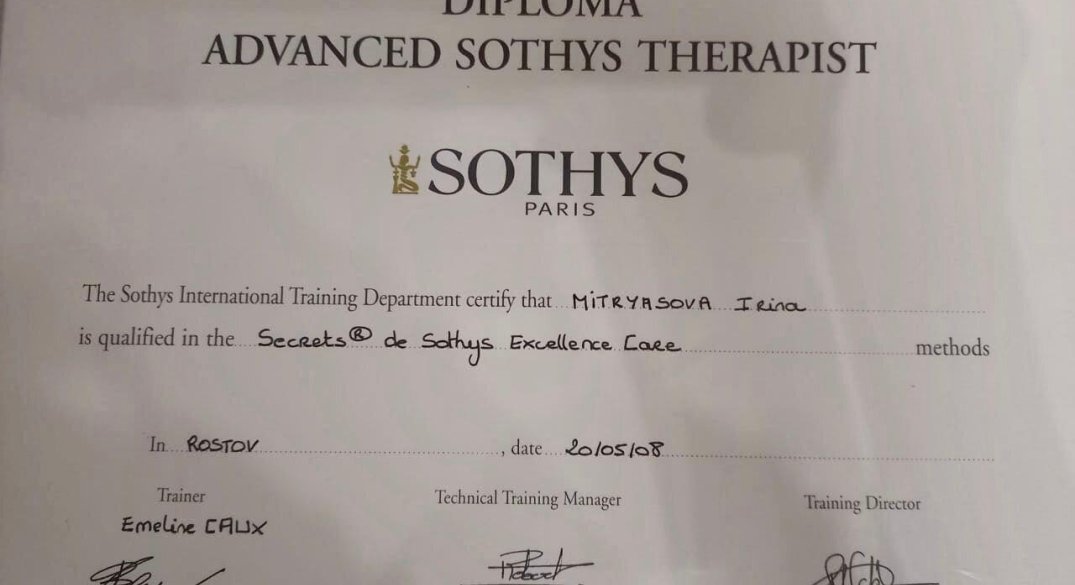 DIPLOMA
ADVANCED SOTHYS THERAPIST
SOTHYS
PARIS
The Sothys International Training Department certify that MITRYASOVA Irina
is qualified in the Secrets® de Sothys Excellence Care methods
In ROSTOV, date 20/05/08
Trainer Technical Training Manager Training Director
Emeline CAUX